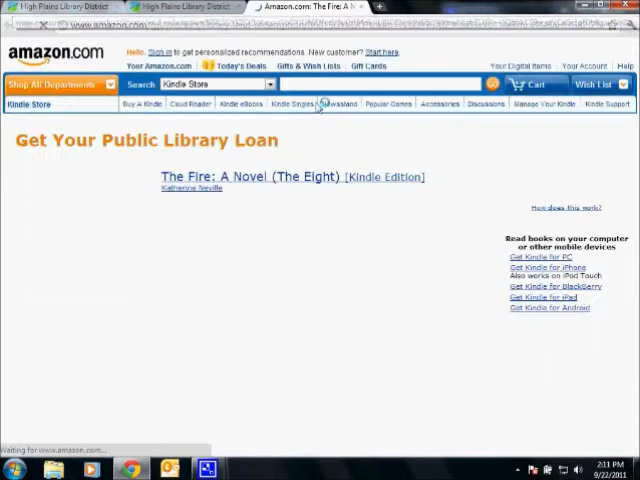 High Plains Library District
High Plains Library District
Amazon.com: The Fire: A N
amazon.com
Hello. Sign in to get personalized recommendations. New customer? Start here.
Your Amazon.com
Today's Deals
Gifts & Wish Lists
Gift Cards
Your Digital Items
Your Account
Help
Shop All Departments
Search
Kindle Store
GO
Cart
Wish List
Kindle Store
Buy A Kindle
Cloud Reader
Kindle eBooks
Kindle Singles
Newsstand
Popular Games
Accessories
Discussions
Manage Your Kindle
Kindle Support
Get Your Public Library Loan
The Fire: A Novel (The Eight) [Kindle Edition]
Katherine Neville
How does this work?
Read books on your computer
or other mobile devices
Get Kindle for PC
Get Kindle for iPhone
Also works on iPod Touch
Get Kindle for BlackBerry
Get Kindle for iPad
Get Kindle for Android
Waiting for www.amazon.com...
2:11 PM
9/22/2011